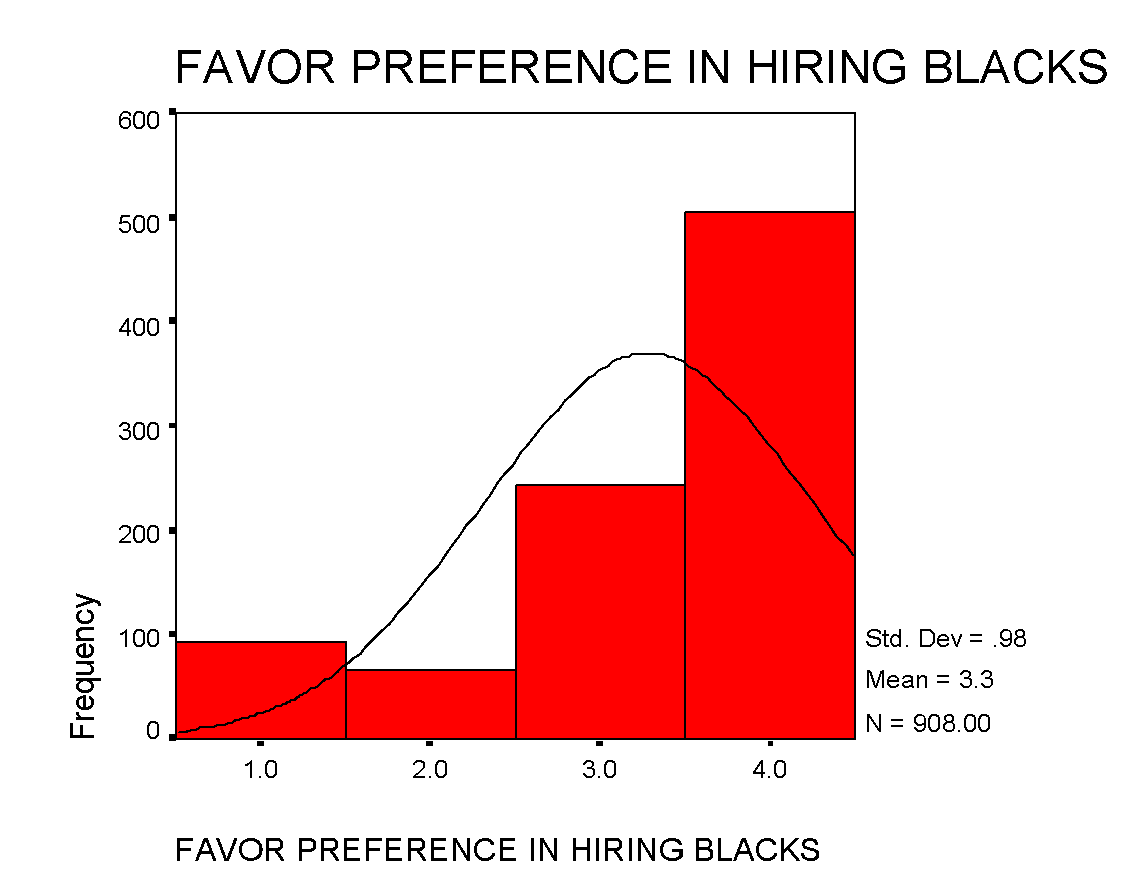 FAVOR PREFERENCE IN HIRING BLACKS
600
500
400
300
200
100
0
Frequency
1.0 2.0 3.0 4.0
FAVOR PREFERENCE IN HIRING BLACKS
Std. Dev = .98
Mean = 3.3
N = 908.00